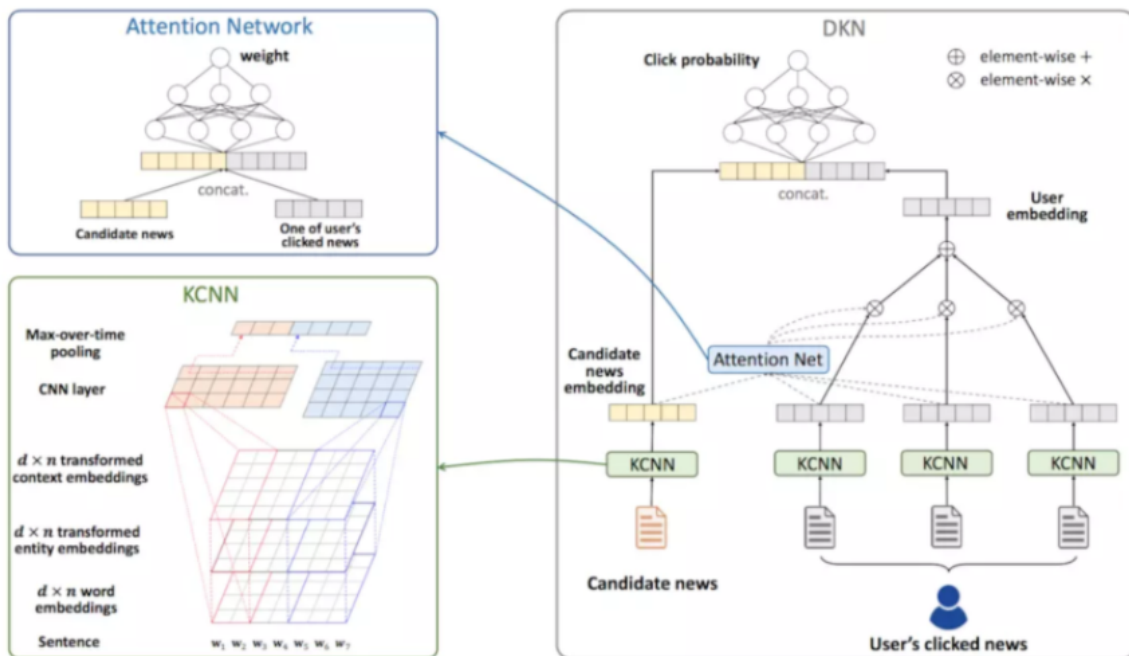 Attention Network
weight
concat.
Candidate news
One of user's
clicked news
KCNN
Max-over-time
pooling
CNN layer
d × n transformed
context embeddings
d × n transformed
entity embeddings
d × n word
embeddings
Sentence
w₁ w₂ w₃ w₄ w₅ w₆ w₇
DKN
Click probability
element-wise +
element-wise ×
concat.
User
embedding
Attention Net
Candidate
news
embedding
KCNN
KCNN
KCNN
KCNN
Candidate news
User's clicked news